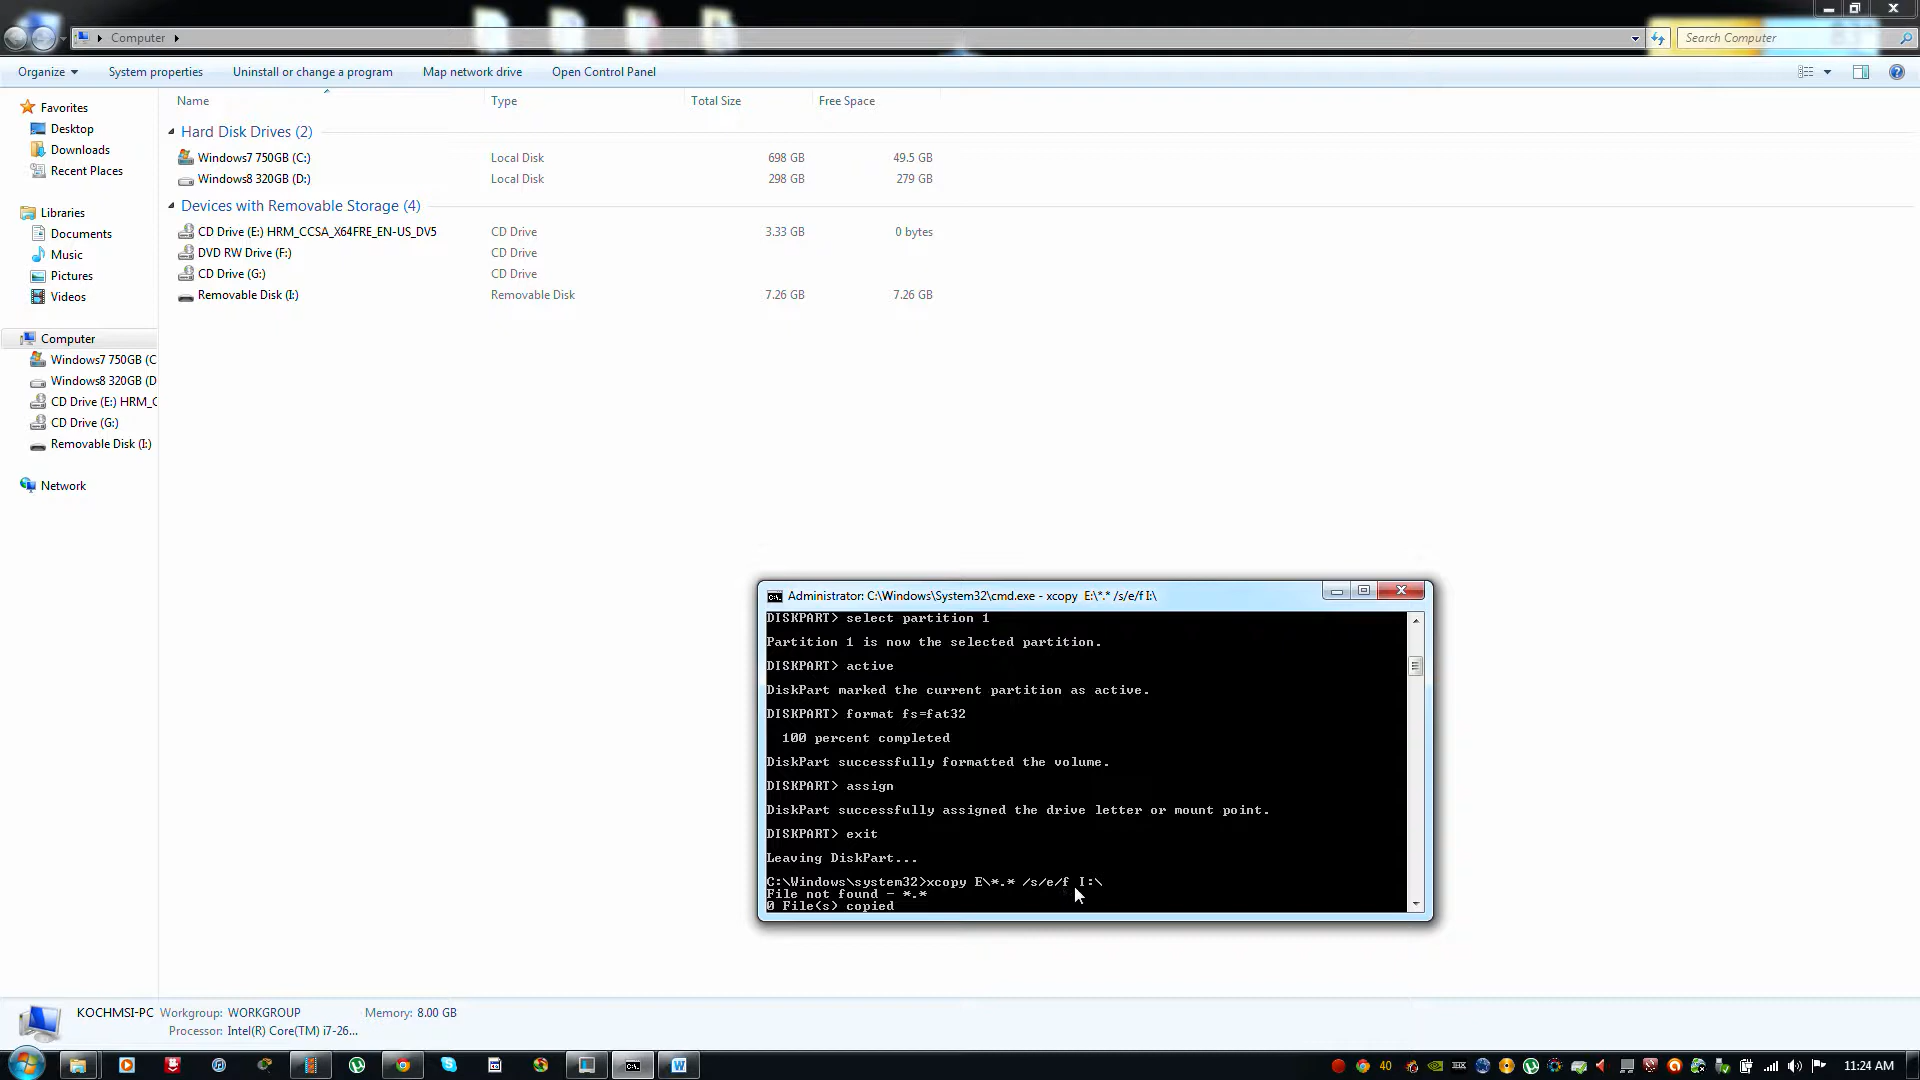 Computer
Search Computer
Organize
System properties
Uninstall or change a program
Map network drive
Open Control Panel
Name
Type
Total Size
Free Space
Favorites
Desktop
Downloads
Recent Places
Libraries
Documents
Music
Pictures
Videos
Computer
Windows7 750GB (C
Windows8 320GB (D
CD Drive (E:) HRM_C
CD Drive (G:)
Removable Disk (I:)
Network
Hard Disk Drives (2)
Windows7 750GB (C:) Local Disk 698 GB 49.5 GB
Windows8 320GB (D:) Local Disk 298 GB 279 GB
Devices with Removable Storage (4)
CD Drive (E:) HRM_CCSA_X64FRE_EN-US_DV5 CD Drive 3.33 GB 0 bytes
DVD RW Drive (F:) CD Drive
CD Drive (G:) CD Drive
Removable Disk (I:) Removable Disk 7.26 GB 7.26 GB
Administrator: C:\Windows\System32\cmd.exe - xcopy  E:\*.* /s/e/f I:\
DISKPART> select partition 1
Partition 1 is now the selected partition.
DISKPART> active
DiskPart marked the current partition as active.
DISKPART> format fs=fat32
100 percent completed
DiskPart successfully formatted the volume.
DISKPART> assign
DiskPart successfully assigned the drive letter or mount point.
DISKPART> exit
Leaving DiskPart...
C:\Windows\system32>xcopy E\*.* /s/e/f I:\
File not found - *.*
0 File(s) copied
KOCHMSI-PC Workgroup: WORKGROUP Memory: 8.00 GB
Processor: Intel(R) Core(TM) i7-26...
40
11:24 AM